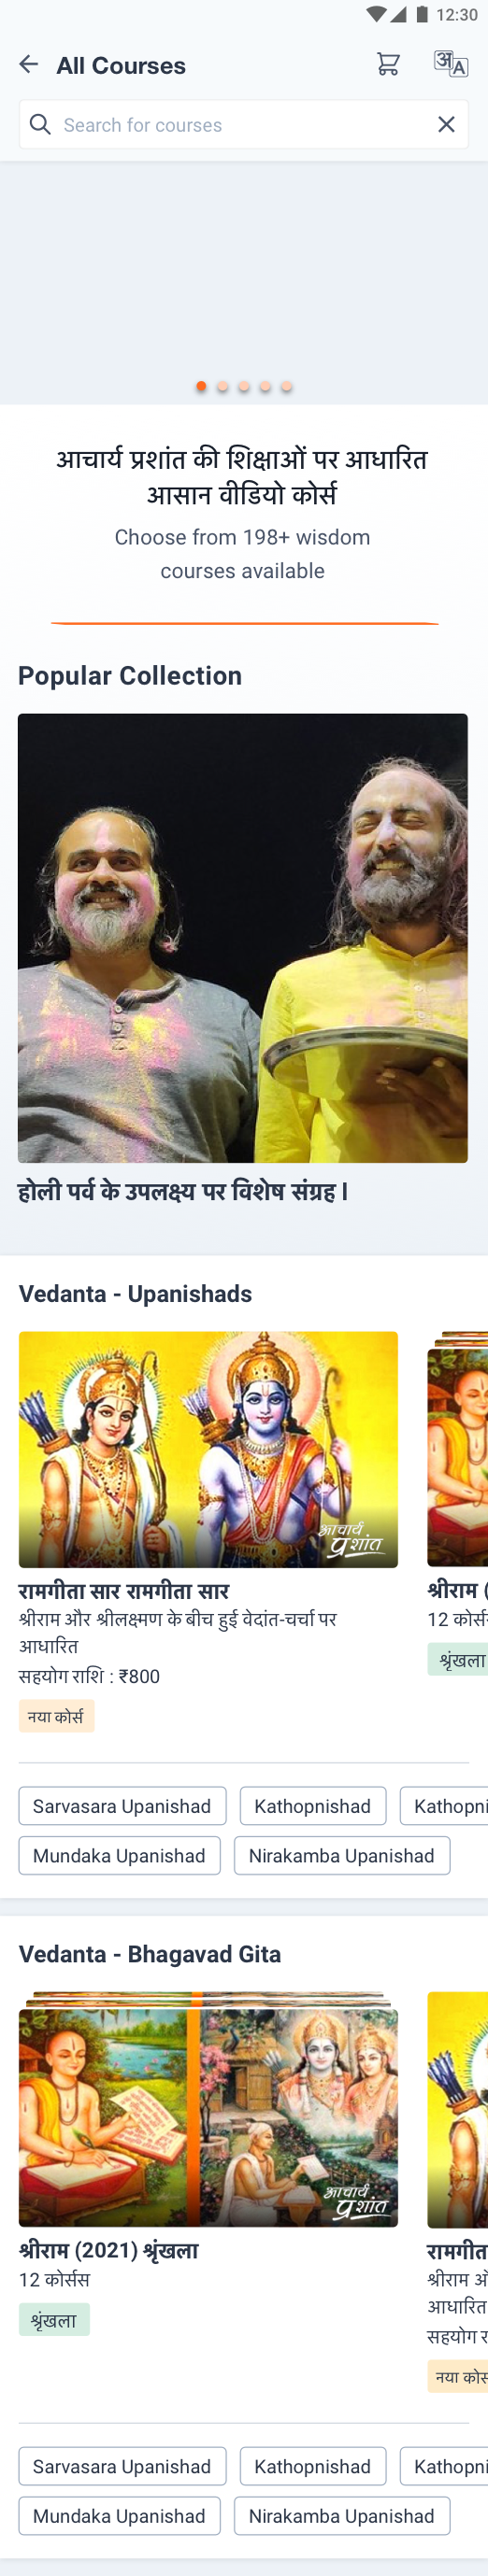 12:30
All Courses
अ A
Search for courses
आचार्य प्रशांत की शिक्षाओं पर आधारित
आसान वीडियो कोर्स
Choose from 198+ wisdom
courses available
Popular Collection
होली पर्व के उपलक्ष्य पर विशेष संग्रह।
Vedanta - Upanishads
आचार्य
प्रशांत
रामगीता सार रामगीता सार
श्रीराम और श्रीलक्ष्मण के बीच हुई वेदांत-चर्चा पर
आधारित
सहयोग राशि : ₹800
नया कोर्स
श्रीराम (
12 कोर्स
श्रृंखला
Sarvasara Upanishad Kathopnishad Kathopni
Mundaka Upanishad Nirakamba Upanishad
Vedanta - Bhagavad Gita
आचार्य
प्रशांत
श्रीराम (2021) श्रृंखला
12 कोर्सस
श्रृंखला
रामगीत
श्रीराम अ
आधारित
सहयोग र
नया कोर्स
Sarvasara Upanishad Kathopnishad Kathopni
Mundaka Upanishad Nirakamba Upanishad